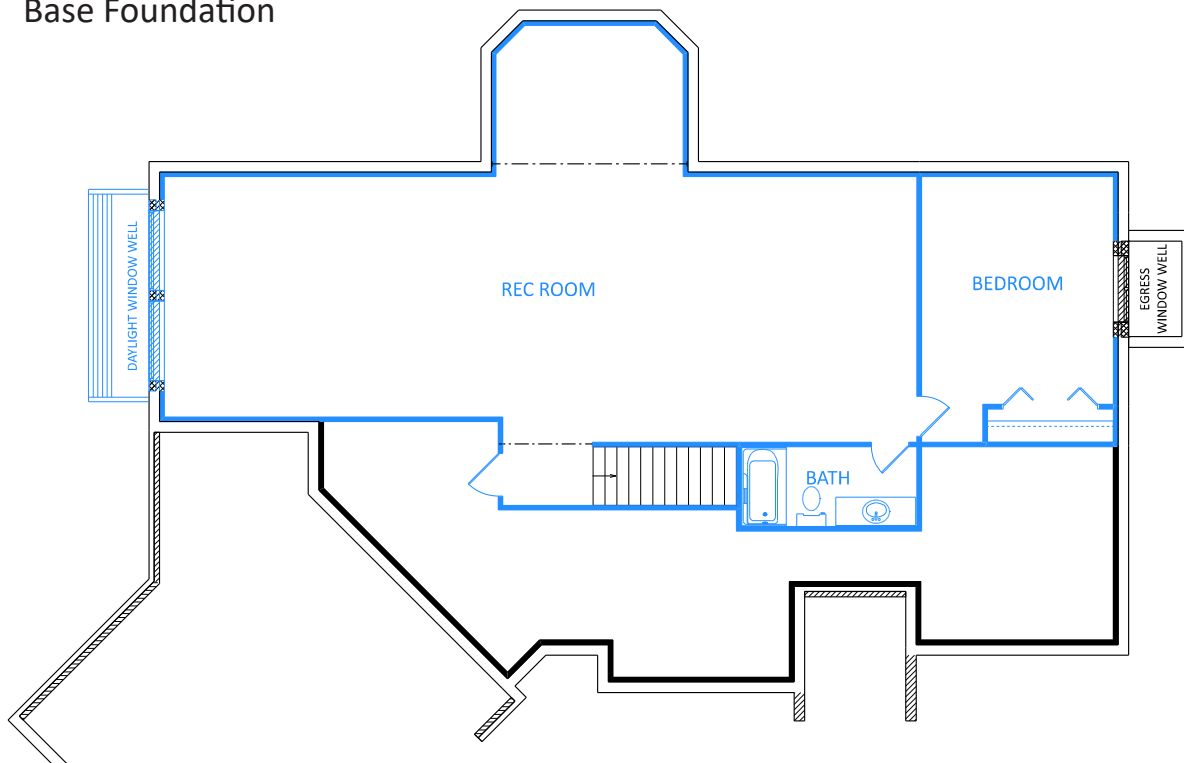 Base Foundation
DAYLIGHT WINDOW WELL
REC ROOM
BEDROOM
EGRESS
WINDOW WELL
BATH